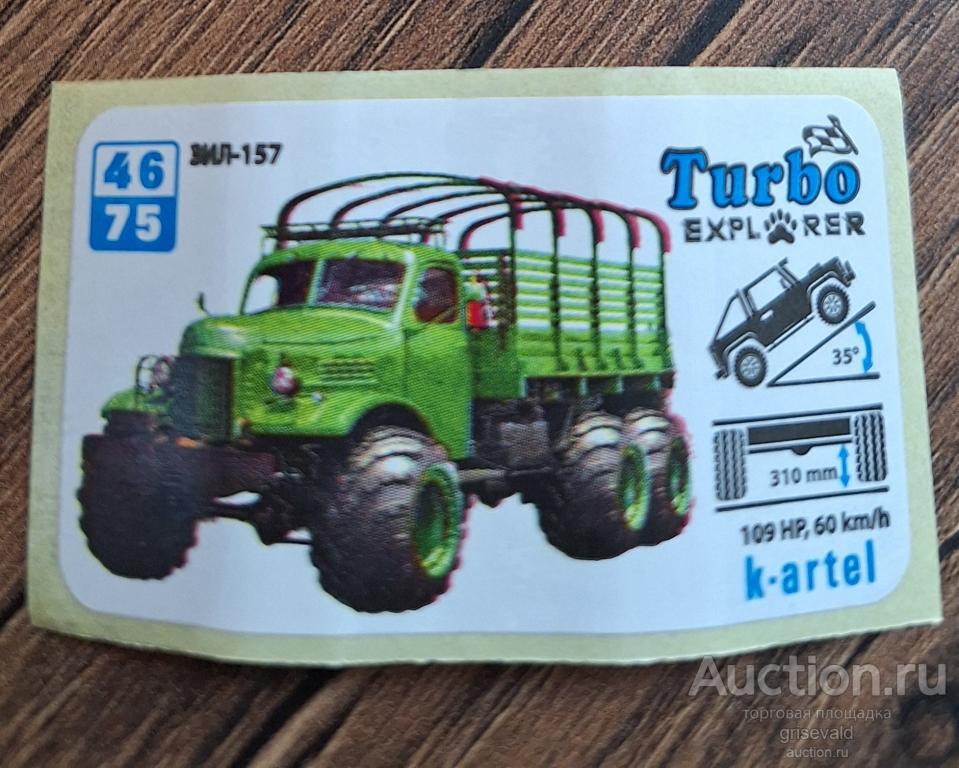 46
75
ЗИЛ-157
Turbo
EXPLORER
35°
310 mm
109 HP, 60 km/h
k-artel
Auction.ru
торговая площадка
grisevald
auction.ru